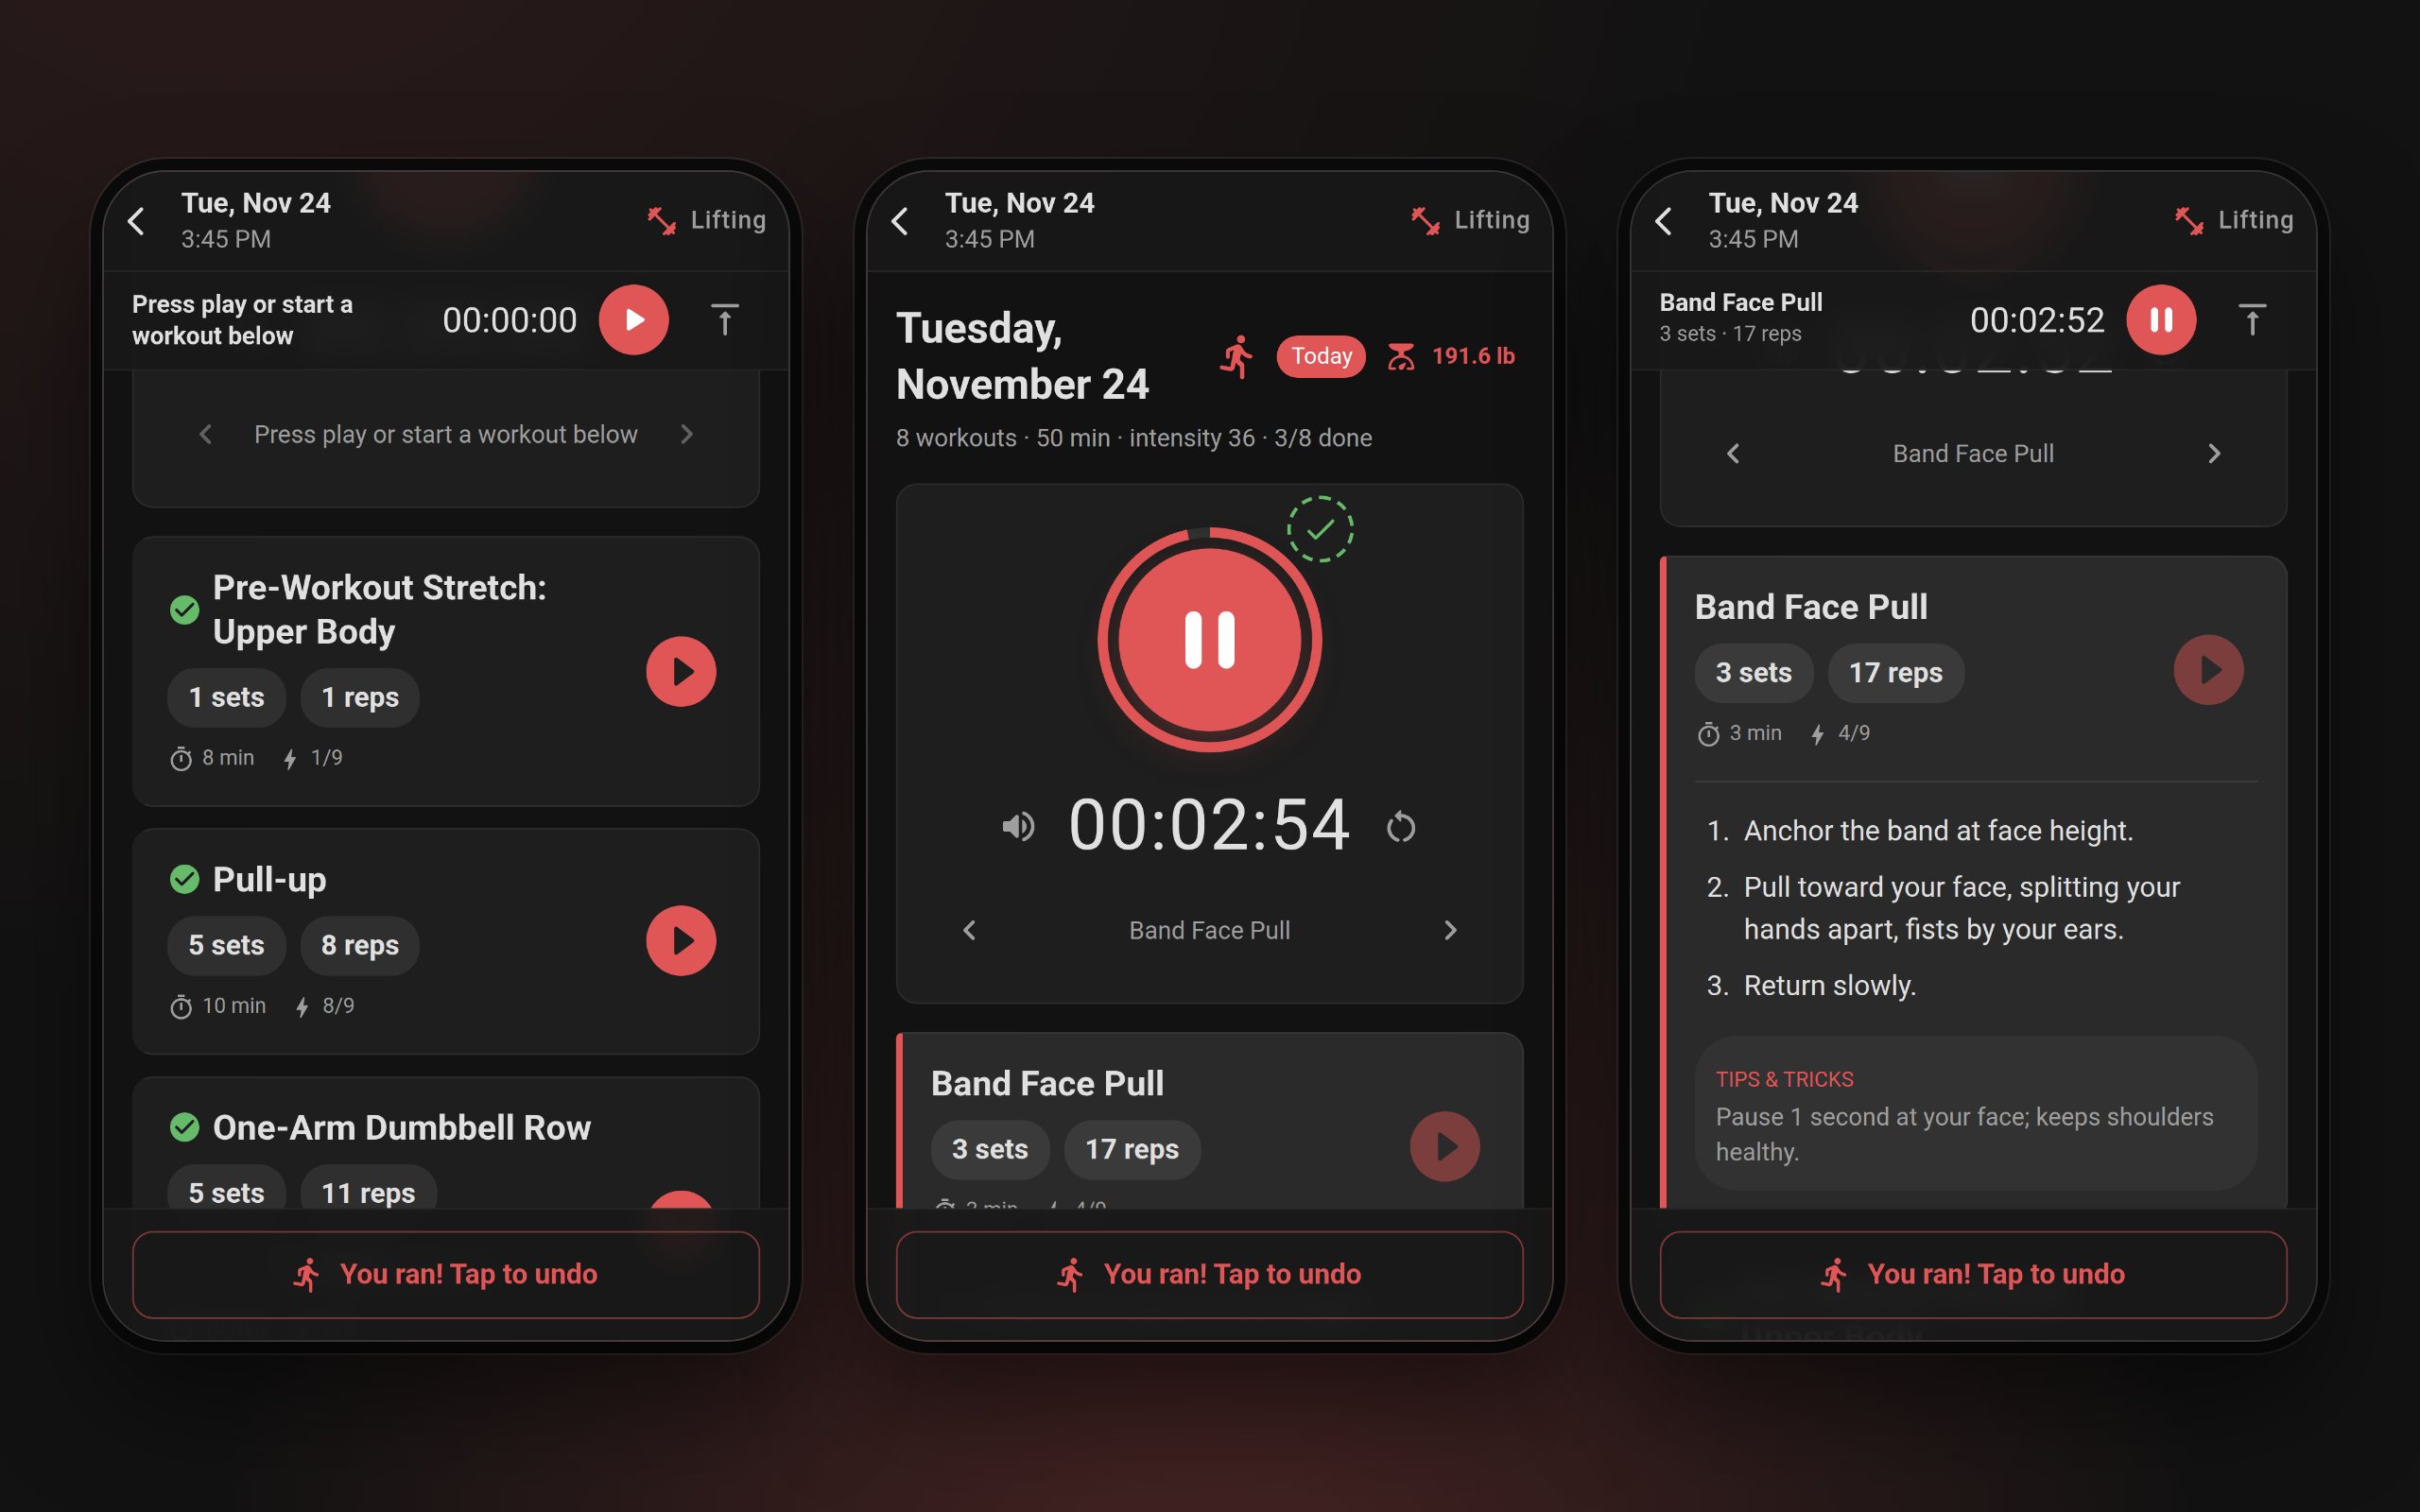 Tue, Nov 24
3:45 PM
Lifting
Press play or start a
workout below
00:00:00
Press play or start a workout below
Pre-Workout Stretch:
Upper Body
1 sets
1 reps
8 min
1/9
Pull-up
5 sets
8 reps
10 min
8/9
One-Arm Dumbbell Row
5 sets
11 reps
You ran! Tap to undo
Tue, Nov 24
3:45 PM
Lifting
Tuesday,
November 24
Today
191.6 lb
8 workouts · 50 min · intensity 36 · 3/8 done
00:02:54
Band Face Pull
Band Face Pull
3 sets
17 reps
3 min
4/9
You ran! Tap to undo
Tue, Nov 24
3:45 PM
Lifting
Band Face Pull
3 sets · 17 reps
00:02:52
Band Face Pull
Band Face Pull
3 sets
17 reps
3 min
4/9
1. Anchor the band at face height.
2. Pull toward your face, splitting your
hands apart, fists by your ears.
3. Return slowly.
TIPS & TRICKS
Pause 1 second at your face; keeps shoulders
healthy.
You ran! Tap to undo
Upper Body